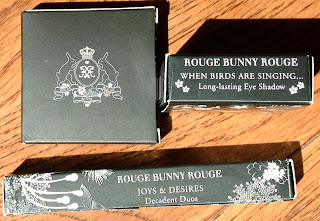 ROUGE BUNNY ROUGE
WHEN BIRDS ARE SINGING...
Long-lasting Eye Shadow
ROUGE BUNNY ROUGE
JOYS & DESIRES
Decadent Duos